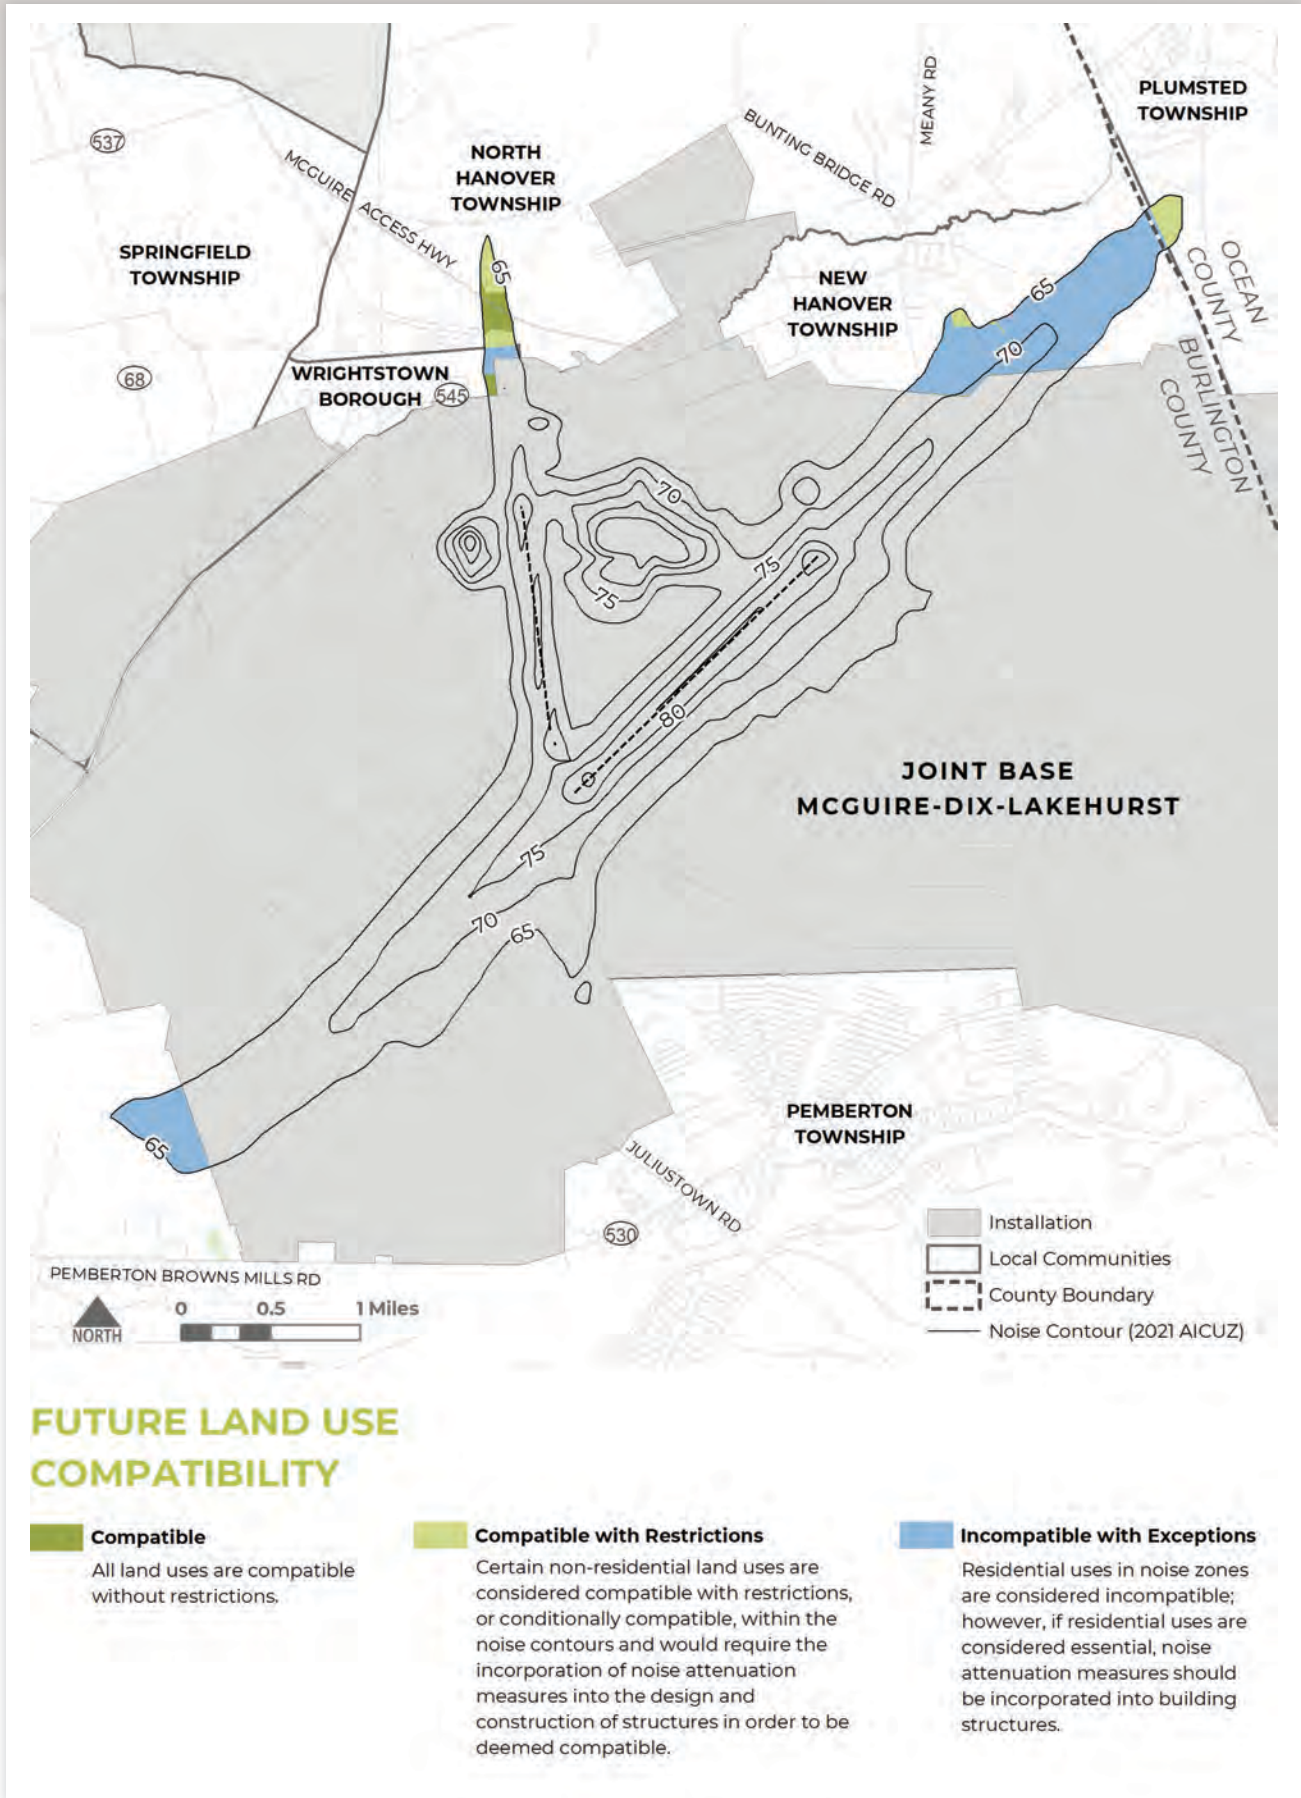 PLUMSTED
TOWNSHIP
MEANY RD
BUNTING BRIDGE RD
537
NORTH
HANOVER
TOWNSHIP
MCGUIRE ACCESS HWY
SPRINGFIELD
TOWNSHIP
65
OCEAN
COUNTY
NEW
HANOVER
TOWNSHIP
65
70
BURLINGTON
COUNTY
68
WRIGHTSTOWN
BOROUGH
545
70
75
75
80
JOINT BASE
MCGUIRE-DIX-LAKEHURST
75
70
65
65
PEMBERTON
TOWNSHIP
JULIUSTOWN RD
530
PEMBERTON BROWNS MILLS RD
NORTH
0 0.5 1 Miles
Installation
Local Communities
County Boundary
Noise Contour (2021 AICUZ)
FUTURE LAND USE
COMPATIBILITY
Compatible
All land uses are compatible
without restrictions.
Compatible with Restrictions
Certain non-residential land uses are
considered compatible with restrictions,
or conditionally compatible, within the
noise contours and would require the
incorporation of noise attenuation
measures into the design and
construction of structures in order to be
deemed compatible.
Incompatible with Exceptions
Residential uses in noise zones
are considered incompatible;
however, if residential uses are
considered essential, noise
attenuation measures should
be incorporated into building
structures.